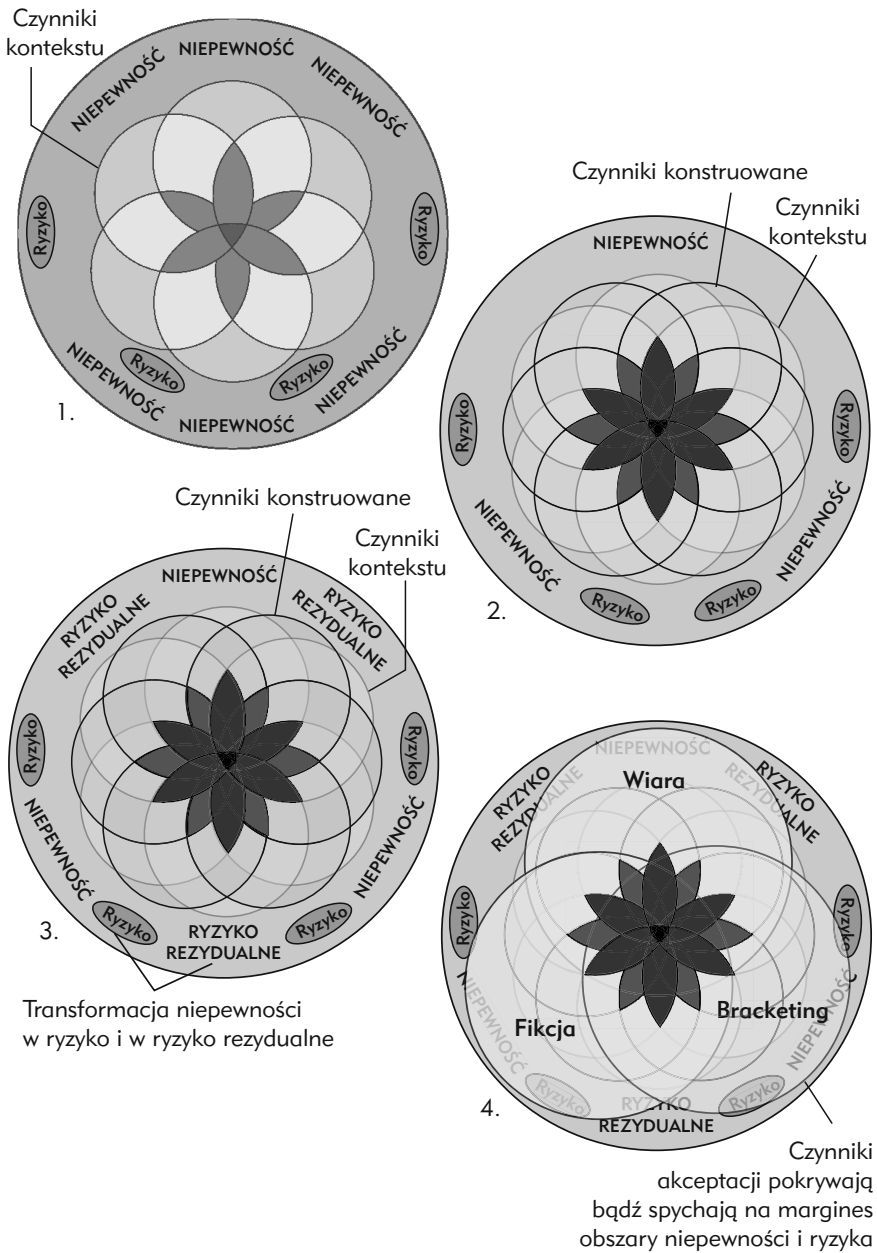 Czynniki
kontekstu
NIEPEWNOŚĆ
NIEPEWNOŚĆ
NIEPEWNOŚĆ
Ryzyko
Ryzyko
NIEPEWNOŚĆ
Ryzyko
Ryzyko
NIEPEWNOŚĆ
NIEPEWNOŚĆ
1.
Czynniki konstruowane
Czynniki
kontekstu
NIEPEWNOŚĆ
Ryzyko
Ryzyko
NIEPEWNOŚĆ
NIEPEWNOŚĆ
Ryzyko
Ryzyko
2.
Czynniki konstruowane
Czynniki
kontekstu
NIEPEWNOŚĆ
RYZYKO
REZYDUALNE
RYZYKO
REZYDUALNE
Ryzyko
Ryzyko
NIEPEWNOŚĆ
NIEPEWNOŚĆ
Ryzyko
Ryzyko
RYZYKO
REZYDUALNE
3.
Transformacja niepewności
w ryzyko i w ryzyko rezydualne
NIEPEWNOŚĆ
Wiara
RYZYKO
REZYDUALNE
RYZYKO
REZYDUALNE
Ryzyko
Ryzyko
NIEPEWNOŚĆ
Fikcja
Bracketing
NIEPEWNOŚĆ
Ryzyko
Ryzyko
RYZYKO
REZYDUALNE
4.
Czynniki
akceptacji pokrywają
bądź spychają na margines
obszary niepewności i ryzyka